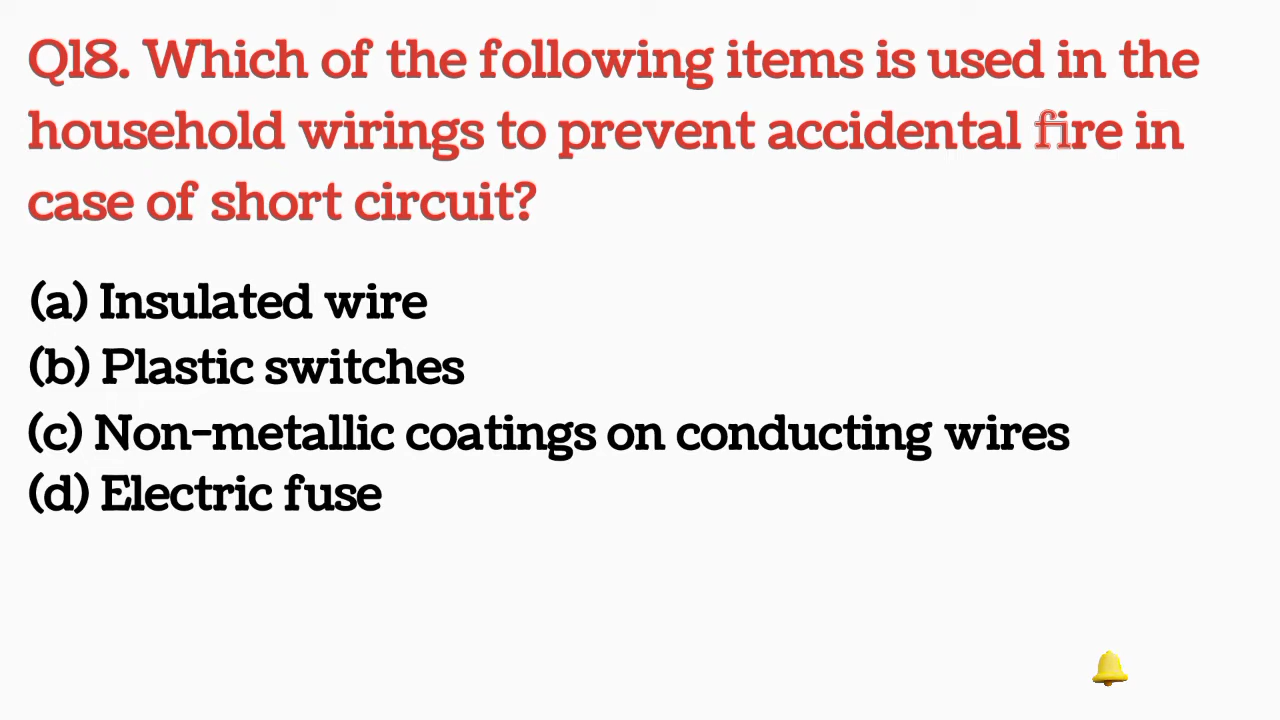 Q18. Which of the following items is used in the
household wirings to prevent accidental fire in
case of short circuit?
(a) Insulated wire
(b) Plastic switches
(c) Non-metallic coatings on conducting wires
(d) Electric fuse